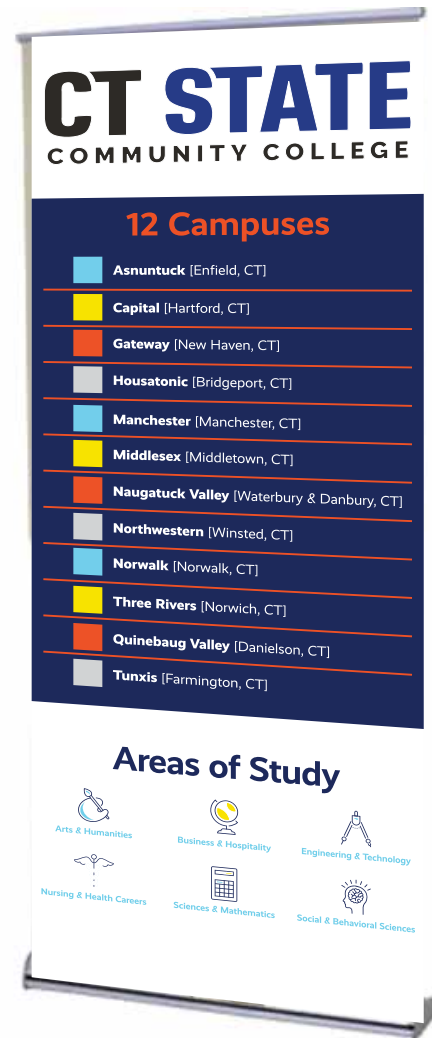 CT STATE
COMMUNITY COLLEGE
12 Campuses
Asnuntuck [Enfield, CT]
Capital [Hartford, CT]
Gateway [New Haven, CT]
Housatonic [Bridgeport, CT]
Manchester [Manchester, CT]
Middlesex [Middletown, CT]
Naugatuck Valley [Waterbury & Danbury, CT]
Northwestern [Winsted, CT]
Norwalk [Norwalk, CT]
Three Rivers [Norwich, CT]
Quinebaug Valley [Danielson, CT]
Tunxis [Farmington, CT]
Areas of Study
Arts & Humanities
Business & Hospitality
Engineering & Technology
Nursing & Health Careers
Sciences & Mathematics
Social & Behavioral Sciences